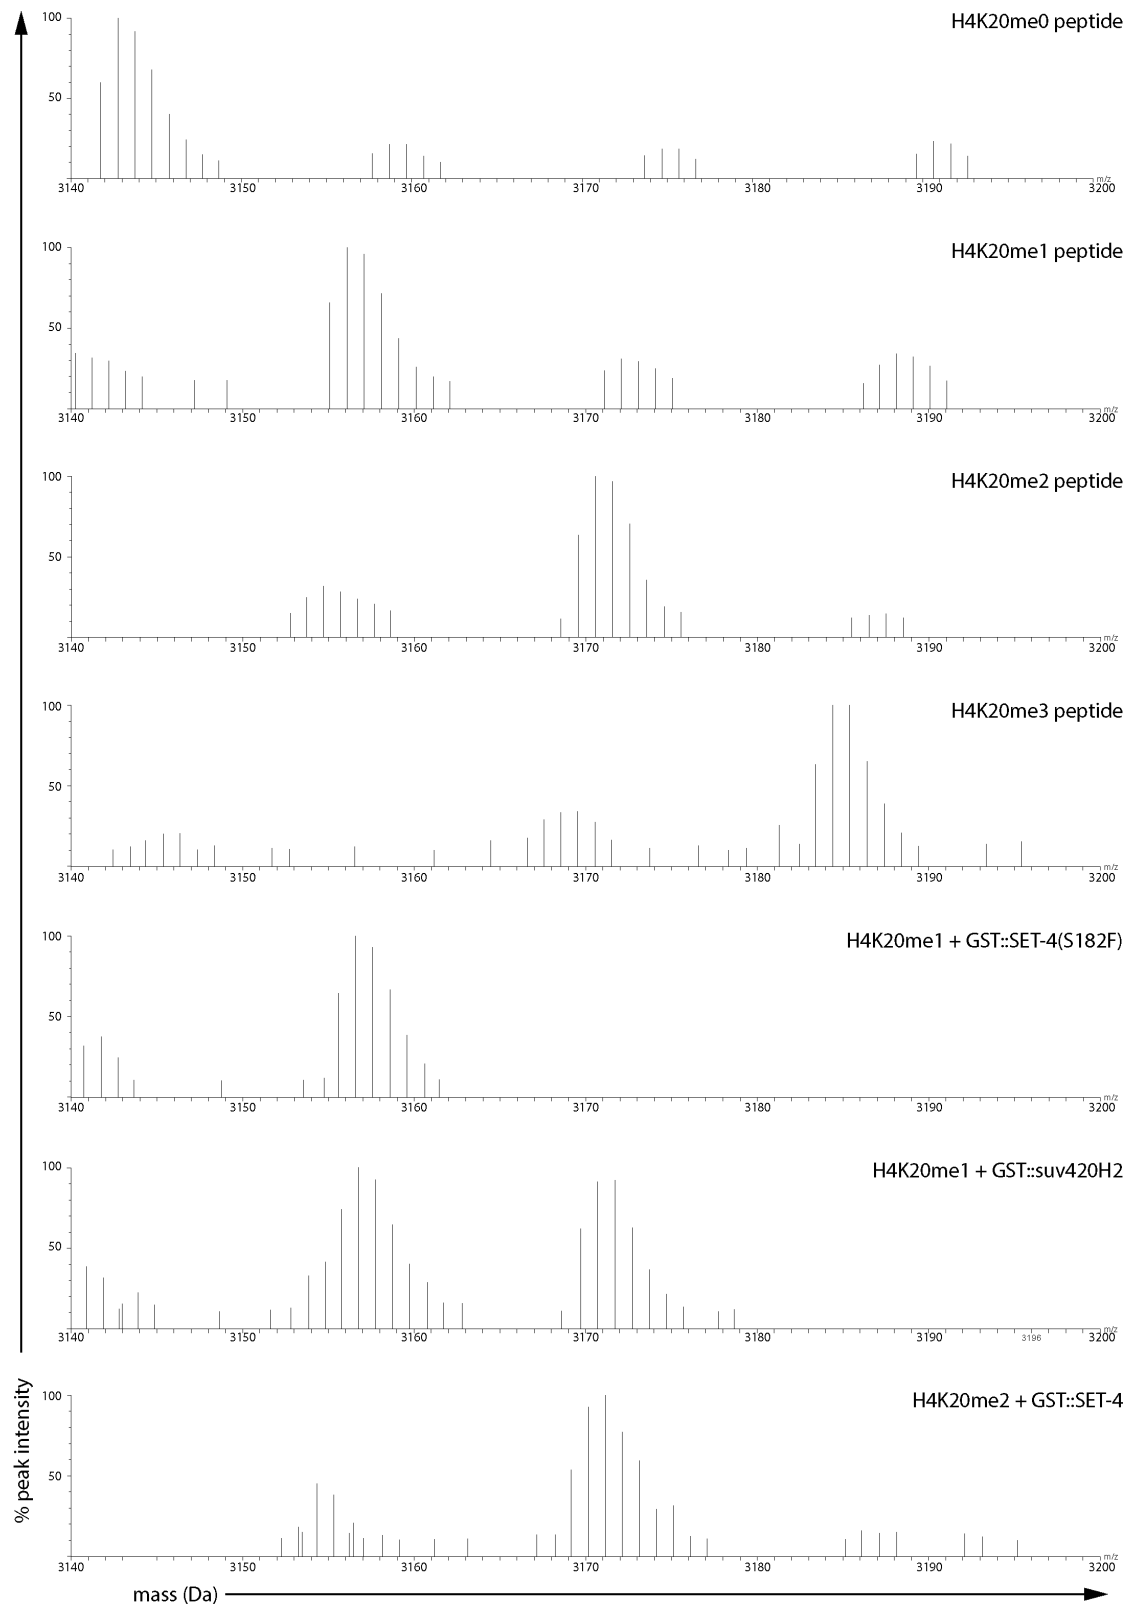 H4K20me0 peptide
100
50
3140 3150 3160 3170 3180 3190 3200 m/z
H4K20me1 peptide
100
50
3140 3150 3160 3170 3180 3190 3200 m/z
H4K20me2 peptide
100
50
3140 3150 3160 3170 3180 3190 3200 m/z
H4K20me3 peptide
100
50
3140 3150 3160 3170 3180 3190 3200 m/z
H4K20me1 + GST::SET-4(S182F)
100
50
3140 3150 3160 3170 3180 3190 3200 m/z
H4K20me1 + GST::suv420H2
100
50
3140 3150 3160 3170 3180 3190 3196 3200 m/z
H4K20me2 + GST::SET-4
100
50
3140 3150 3160 3170 3180 3190 3200 m/z
% peak intensity
mass (Da)